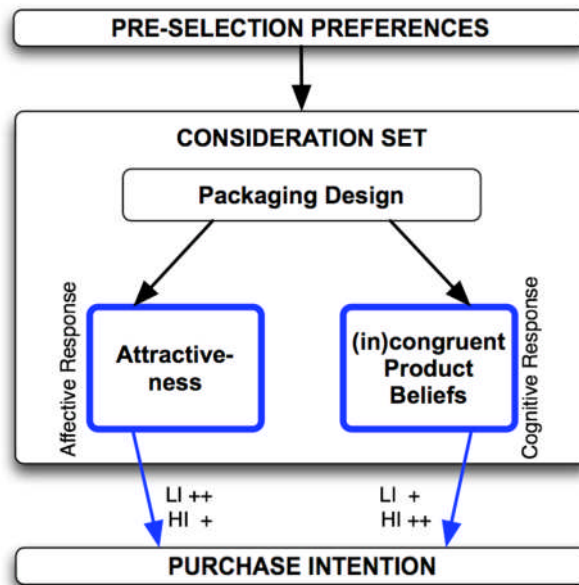 PRE-SELECTION PREFERENCES
CONSIDERATION SET
Packaging Design
Affective Response
Attractive-
ness
(in)congruent
Product
Beliefs
Cognitive Response
LI ++
HI +
LI +
HI ++
PURCHASE INTENTION